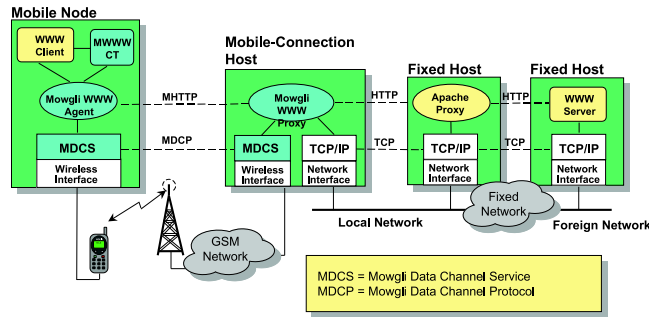 Mobile Node
WWW
Client
MWWW
CT
Mowgli WWW
Agent
MDCS
Wireless
Interface
MHTTP
MDCP
Mobile-Connection
Host
Mowgli
WWW
Proxy
MDCS
Wireless
Interface
TCP/IP
Network
Interface
HTTP
TCP
Fixed Host
Apache
Proxy
TCP/IP
Network
Interface
HTTP
TCP
Fixed Host
WWW
Server
TCP/IP
Network
Interface
GSM
Network
Local Network
Fixed
Network
Foreign Network
MDCS = Mowgli Data Channel Service
MDCP = Mowgli Data Channel Protocol